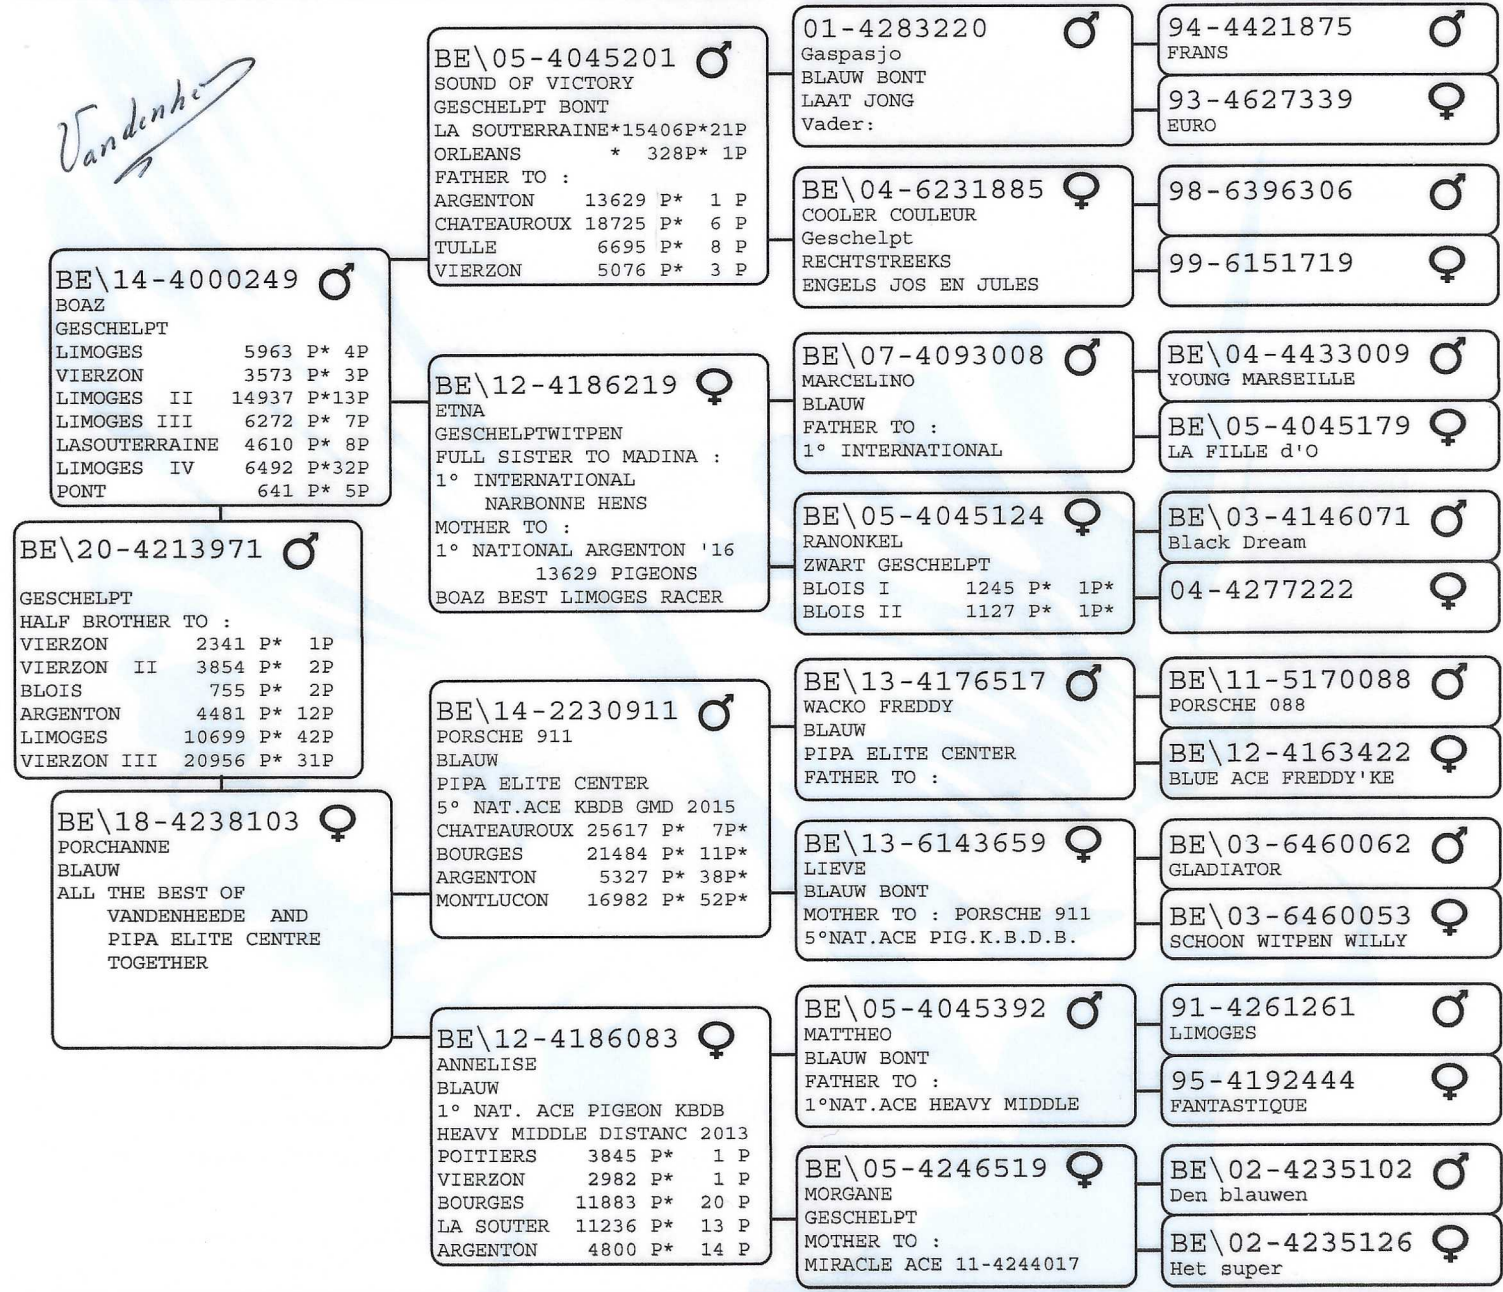 Vandenhe
BE\20-4213971 ♂
GESCHELPT
HALF BROTHER TO :
VIERZON 2341 P* 1P
VIERZON II 3854 P* 2P
BLOIS 755 P* 2P
ARGENTON 4481 P* 12P
LIMOGES 10699 P* 42P
VIERZON III 20956 P* 31P
BE\14-4000249 ♂
BOAZ
GESCHELPT
LIMOGES 5963 P* 4P
VIERZON 3573 P* 3P
LIMOGES II 14937 P*13P
LIMOGES III 6272 P* 7P
LASOUTERRAINE 4610 P* 8P
LIMOGES IV 6492 P*32P
PONT 641 P* 5P
BE\18-4238103 ♀
PORCHANNE
BLAUW
ALL THE BEST OF
VANDENHEEDE AND
PIPA ELITE CENTRE
TOGETHER
BE\05-4045201 ♂
SOUND OF VICTORY
GESCHELPT BONT
LA SOUTERRAINE*15406P*21P
ORLEANS * 328P* 1P
FATHER TO :
ARGENTON 13629 P* 1 P
CHATEAUROUX 18725 P* 6 P
TULLE 6695 P* 8 P
VIERZON 5076 P* 3 P
BE\12-4186219 ♀
ETNA
GESCHELPTWITPEN
FULL SISTER TO MADINA :
1° INTERNATIONAL
NARBONNE HENS
MOTHER TO :
1° NATIONAL ARGENTON '16
13629 PIGEONS
BOAZ BEST LIMOGES RACER
BE\14-2230911 ♂
PORSCHE 911
BLAUW
PIPA ELITE CENTER
5° NAT.ACE KBDB GMD 2015
CHATEAUROUX 25617 P* 7P*
BOURGES 21484 P* 11P*
ARGENTON 5327 P* 38P*
MONTLUCON 16982 P* 52P*
BE\12-4186083 ♀
ANNELISE
BLAUW
1° NAT. ACE PIGEON KBDB
HEAVY MIDDLE DISTANC 2013
POITIERS 3845 P* 1 P
VIERZON 2982 P* 1 P
BOURGES 11883 P* 20 P
LA SOUTER 11236 P* 13 P
ARGENTON 4800 P* 14 P
01-4283220 ♂
Gaspasjo
BLAUW BONT
LAAT JONG
Vader:
BE\04-6231885 ♀
COOLER COULEUR
Geschelpt
RECHTSTREEKS
ENGELS JOS EN JULES
BE\07-4093008 ♂
MARCELINO
BLAUW
FATHER TO :
1° INTERNATIONAL
BE\05-4045124 ♀
RANONKEL
ZWART GESCHELPT
BLOIS I 1245 P* 1P*
BLOIS II 1127 P* 1P*
BE\13-4176517 ♂
WACKO FREDDY
BLAUW
PIPA ELITE CENTER
FATHER TO :
BE\13-6143659 ♀
LIEVE
BLAUW BONT
MOTHER TO : PORSCHE 911
5°NAT.ACE PIG.K.B.D.B.
BE\05-4045392 ♂
MATTHEO
BLAUW BONT
FATHER TO :
1°NAT.ACE HEAVY MIDDLE
BE\05-4246519 ♀
MORGANE
GESCHELPT
MOTHER TO :
MIRACLE ACE 11-4244017
94-4421875 ♂
FRANS
93-4627339 ♀
EURO
98-6396306 ♂
99-6151719 ♀
BE\04-4433009 ♂
YOUNG MARSEILLE
BE\05-4045179 ♀
LA FILLE d'O
BE\03-4146071 ♂
Black Dream
04-4277222 ♀
BE\11-5170088 ♂
PORSCHE 088
BE\12-4163422 ♀
BLUE ACE FREDDY'KE
BE\03-6460062 ♂
GLADIATOR
BE\03-6460053 ♀
SCHOON WITPEN WILLY
91-4261261 ♂
LIMOGES
95-4192444 ♀
FANTASTIQUE
BE\02-4235102 ♂
Den blauwen
BE\02-4235126 ♀
Het super